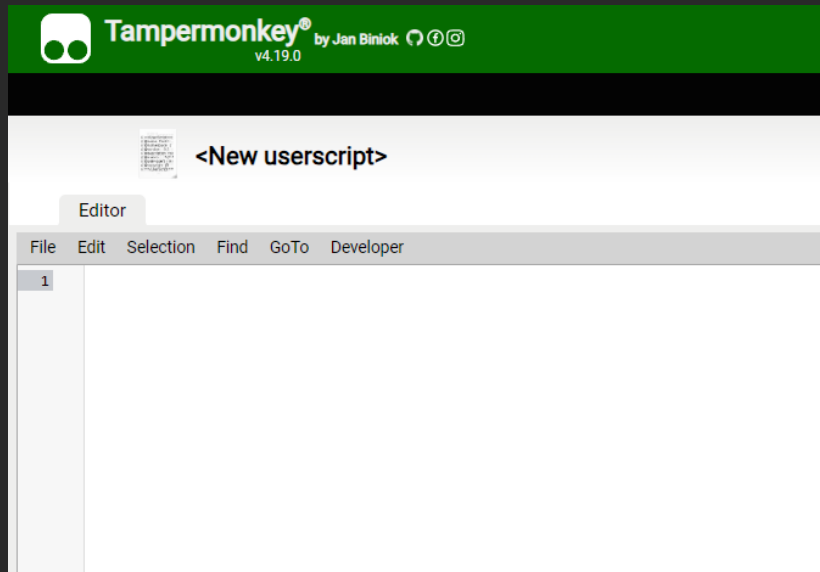 Tampermonkey® by Jan Biniok
v4.19.0
<New userscript>
Editor
File Edit Selection Find GoTo Developer
1